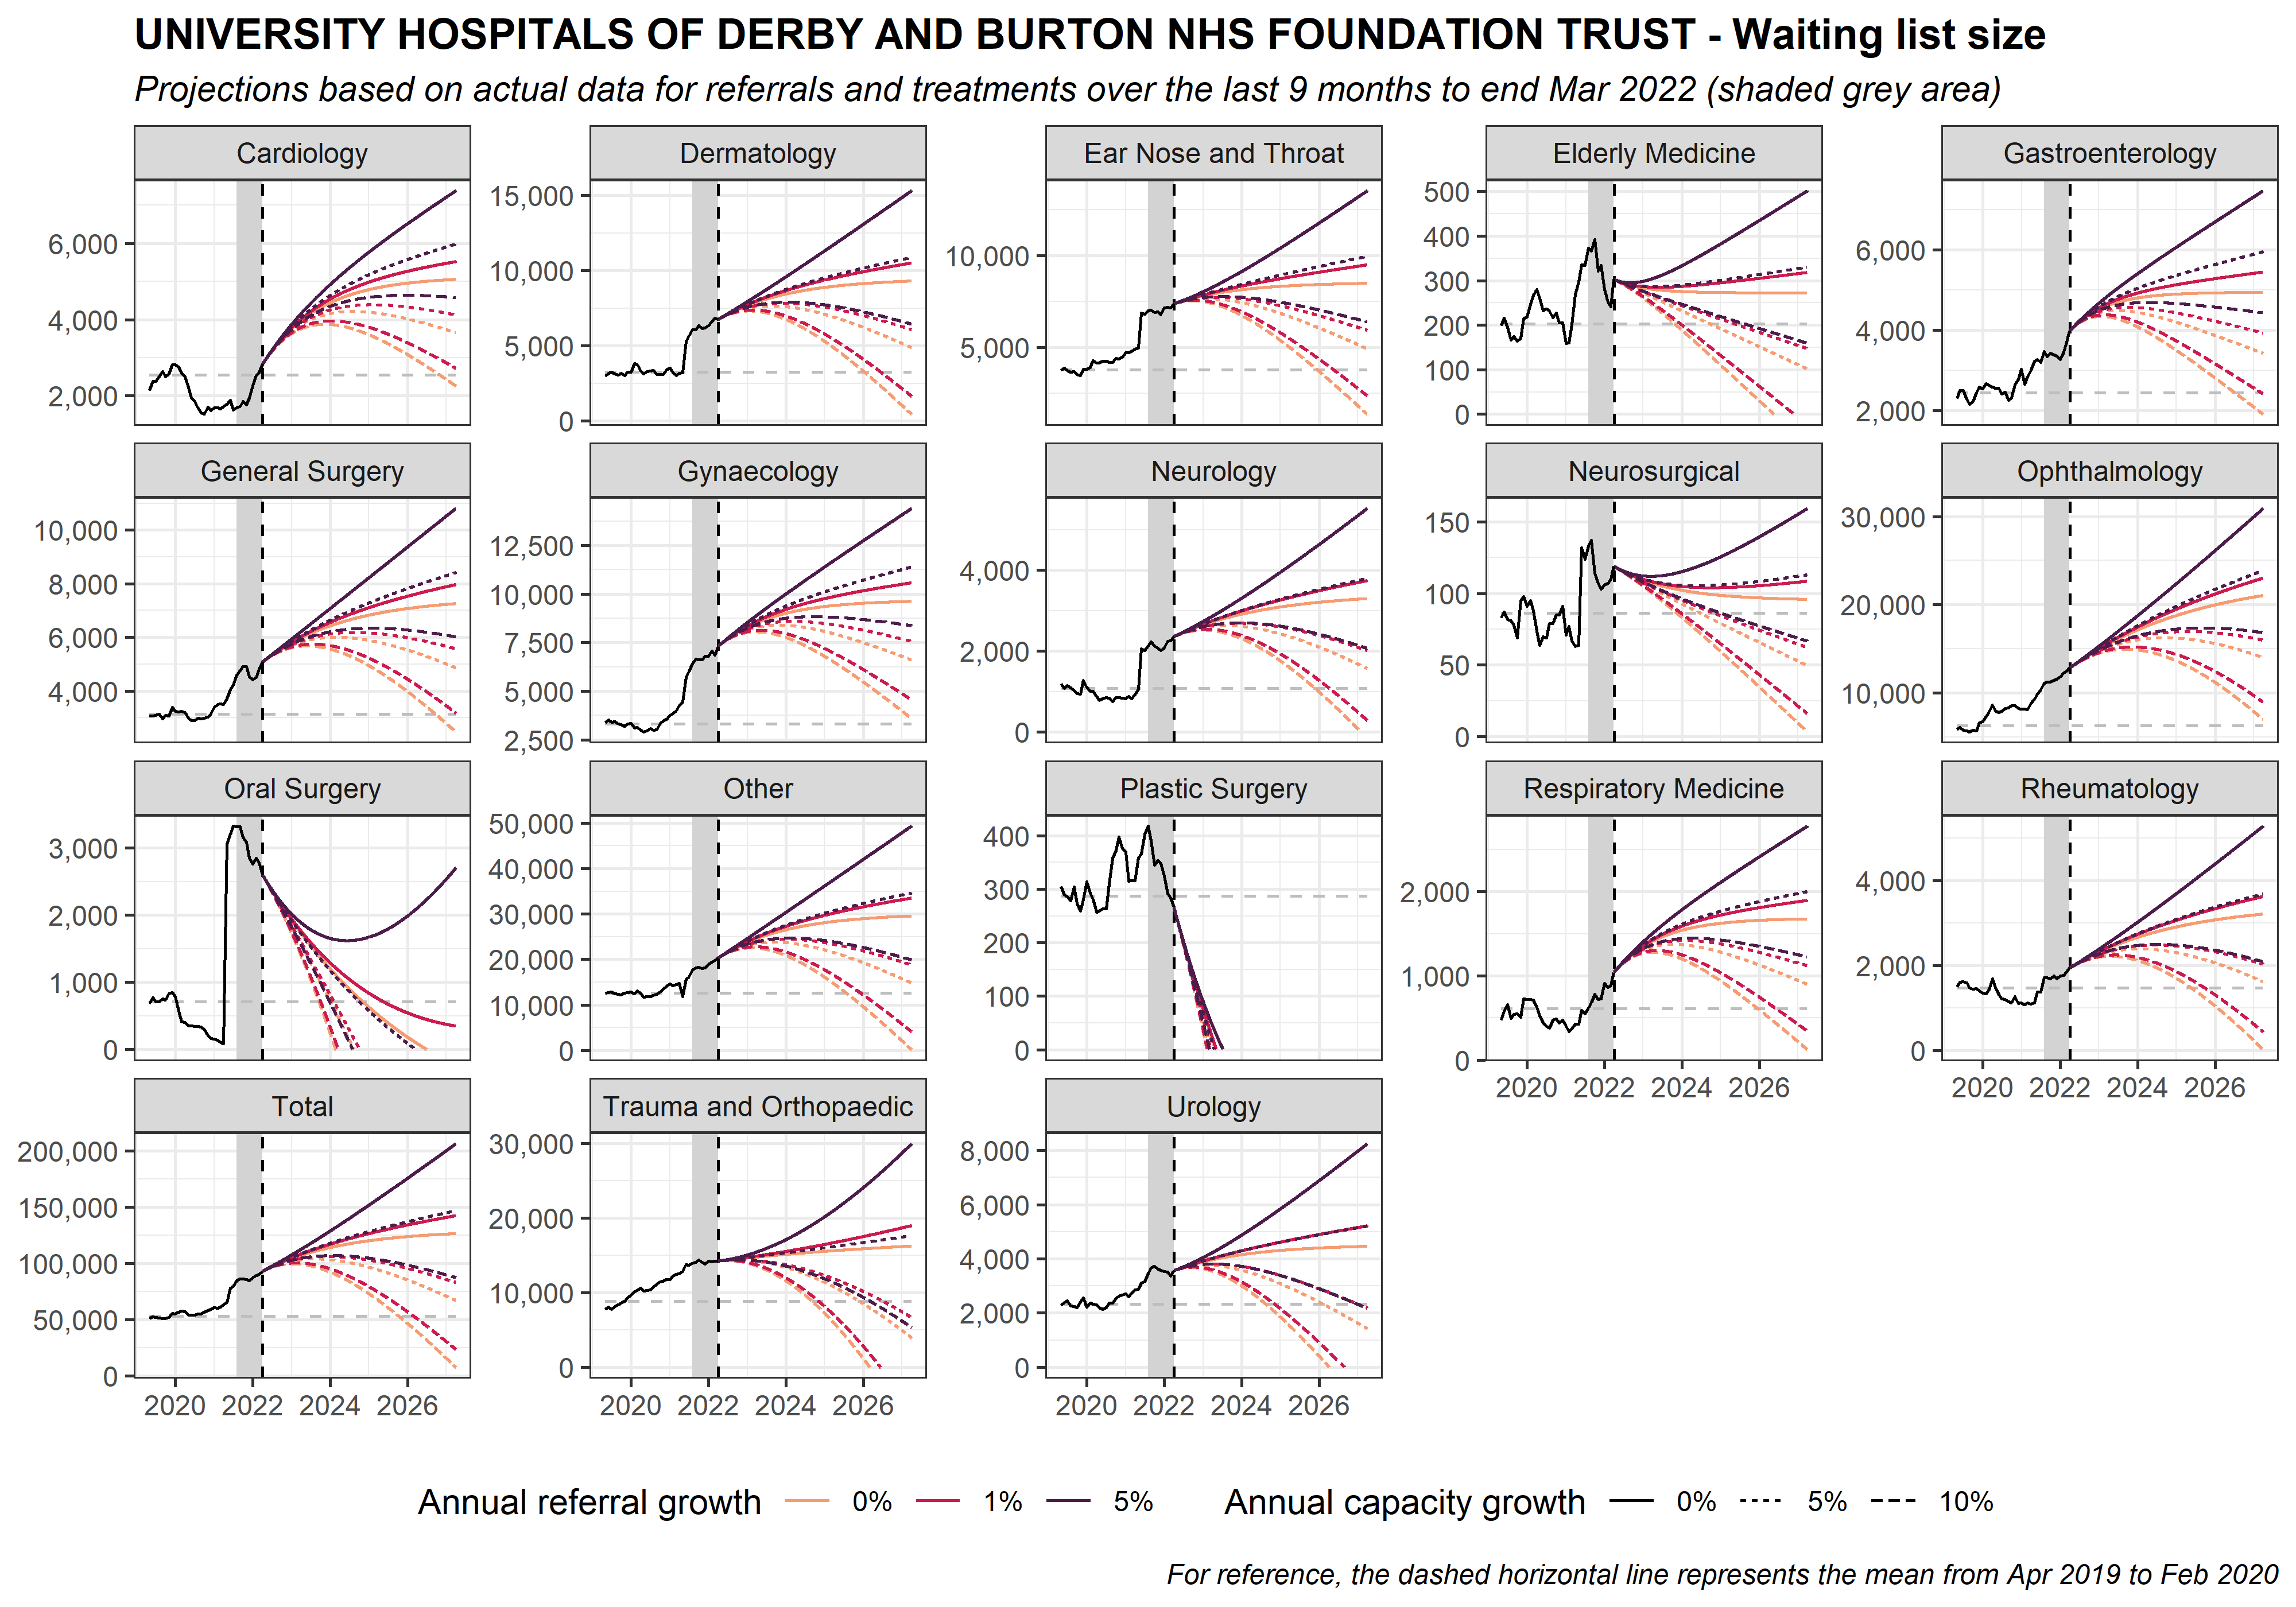 UNIVERSITY HOSPITALS OF DERBY AND BURTON NHS FOUNDATION TRUST - Waiting list size
Projections based on actual data for referrals and treatments over the last 9 months to end Mar 2022 (shaded grey area)
Cardiology
6,000
4,000
2,000
Dermatology
15,000
10,000
5,000
0
Ear Nose and Throat
10,000
5,000
Elderly Medicine
500
400
300
200
100
0
Gastroenterology
6,000
4,000
2,000
General Surgery
10,000
8,000
6,000
4,000
Gynaecology
12,500
10,000
7,500
5,000
2,500
Neurology
4,000
2,000
0
Neurosurgical
150
100
50
0
Ophthalmology
30,000
20,000
10,000
Oral Surgery
3,000
2,000
1,000
0
Other
50,000
40,000
30,000
20,000
10,000
0
Plastic Surgery
400
300
200
100
0
Respiratory Medicine
2,000
1,000
0
2020 2022 2024 2026
Rheumatology
4,000
2,000
0
2020 2022 2024 2026
Total
200,000
150,000
100,000
50,000
0
2020 2022 2024 2026
Trauma and Orthopaedic
30,000
20,000
10,000
0
2020 2022 2024 2026
Urology
8,000
6,000
4,000
2,000
0
2020 2022 2024 2026
Annual referral growth 0% 1% 5% Annual capacity growth 0% 5% 10%
For reference, the dashed horizontal line represents the mean from Apr 2019 to Feb 2020